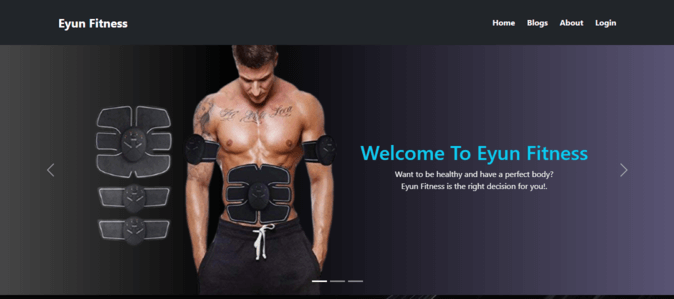 Eyun Fitness
Home Blogs About Login
Welcome To Eyun Fitness
Want to be healthy and have a perfect body?
Eyun Fitness is the right decision for you!.